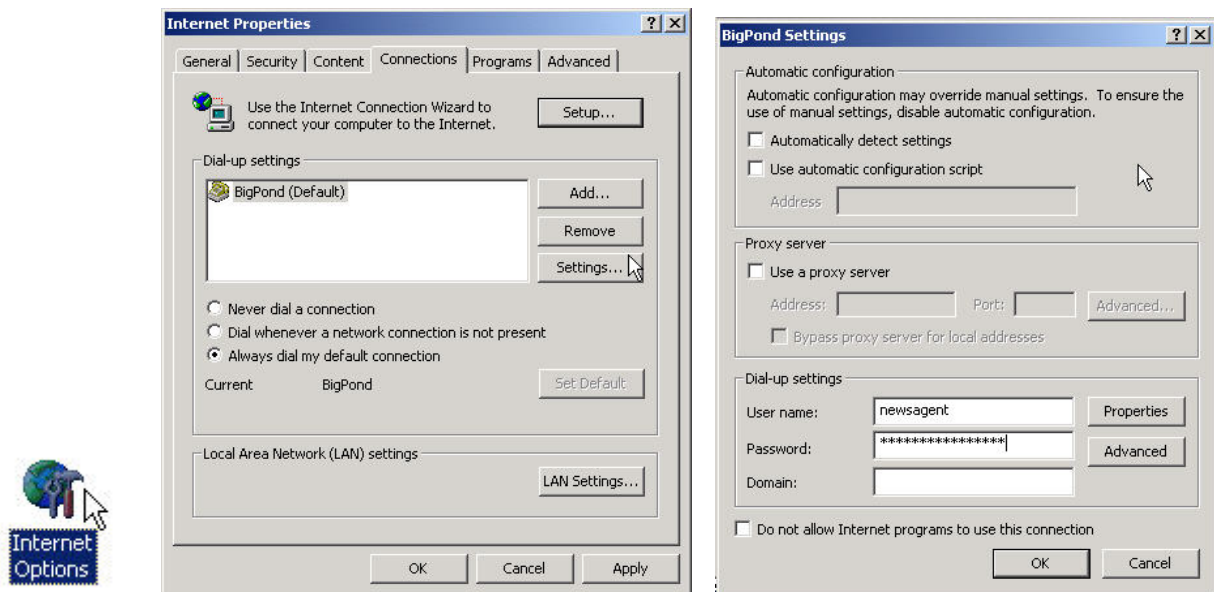 Internet
Options
Internet Properties
General Security Content Connections Programs Advanced
Use the Internet Connection Wizard to
connect your computer to the Internet.
Setup...
Dial-up settings
BigPond (Default)
Add...
Remove
Settings...
Never dial a connection
Dial whenever a network connection is not present
Always dial my default connection
Current BigPond
Set Default
Local Area Network (LAN) settings
LAN Settings...
OK Cancel Apply
BigPond Settings
Automatic configuration
Automatic configuration may override manual settings. To ensure the
use of manual settings, disable automatic configuration.
Automatically detect settings
Use automatic configuration script
Address
Proxy server
Use a proxy server
Address: Port: Advanced...
Bypass proxy server for local addresses
Dial-up settings
User name: newsagent Properties
Password: **************** Advanced
Domain:
Do not allow Internet programs to use this connection
OK Cancel